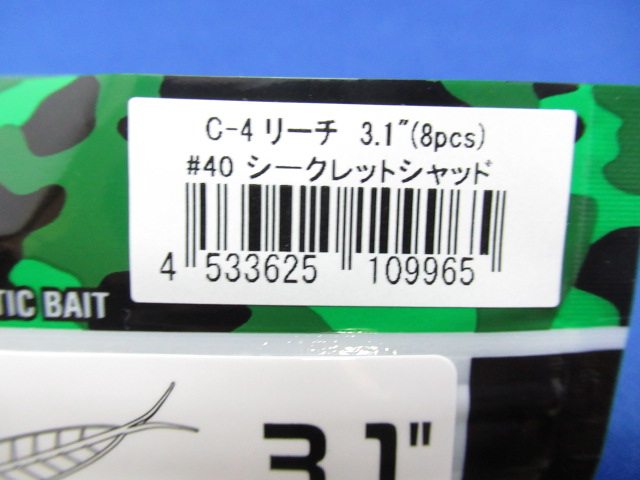 C-4 リーチ 3.1"(8pcs)
#40 シークレットシャッド
4 533625 109965
TIC BAIT
3.1"